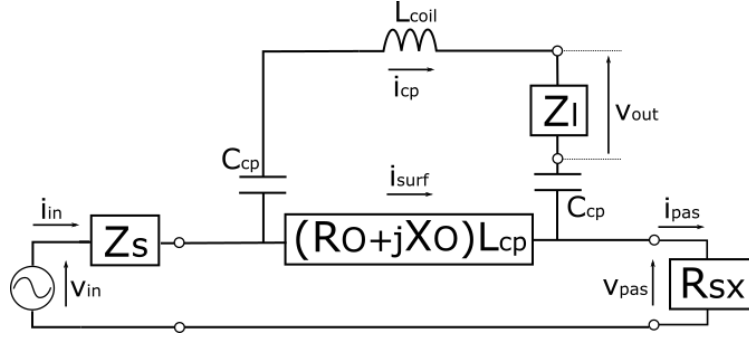 Lcoil
icp
Zl
vout
Ccp
isurf
Ccp
iin
ipas
Zs
(RO+jXO)Lcp
vin
vpas
Rsx